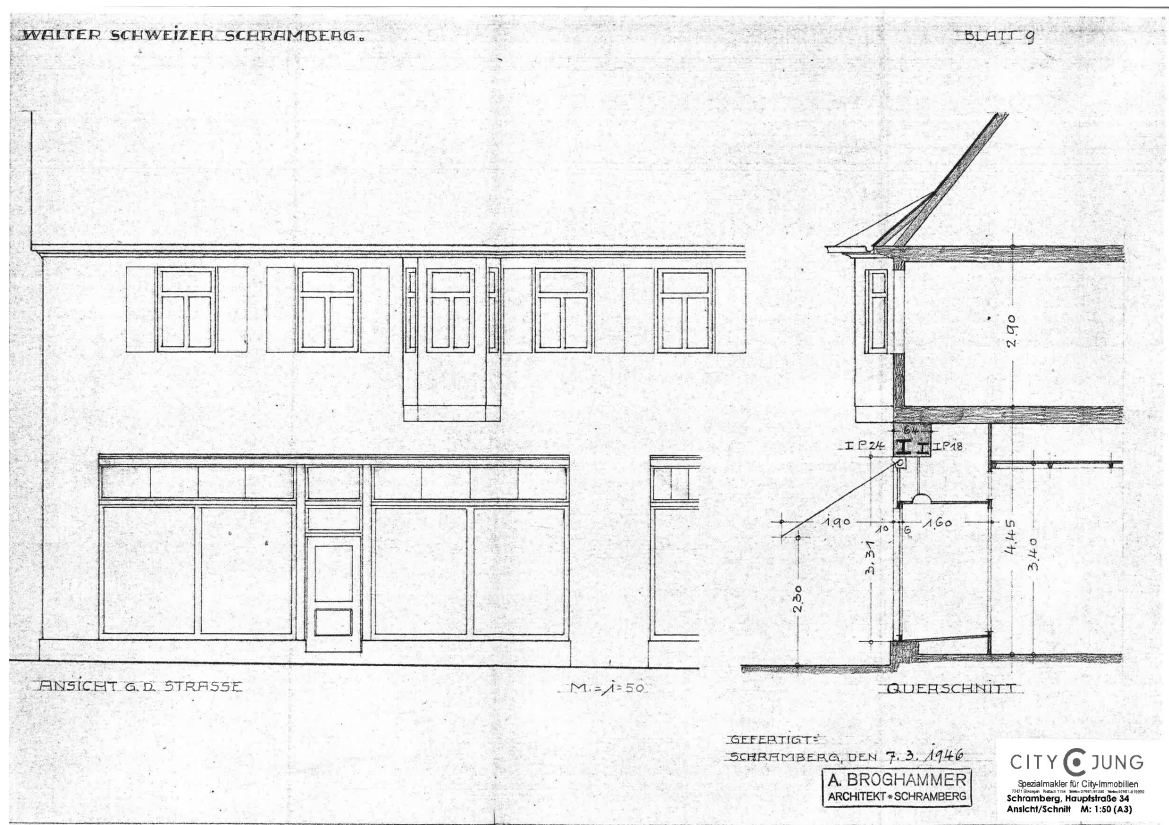 WALTER SCHWEIZER SCHRAMBERG.
BLATT 9
2.90
64
I P.24
I P.18
1.90
10
6
1.60
3.31
4.45
3.40
2.30
ANSICHT G. D. STRASSE
M. = 1:50
QUERSCHNITT
GEFERTIGT:
SCHRAMBERG, DEN 7. 3. 1946
A. BROGHAMMER
ARCHITEKT • SCHRAMBERG
CITY JUNG
Spezialmakler für City-Immobilien
Schramberg, Hauptstraße 34
Ansicht/Schnitt M: 1:50 (A3)